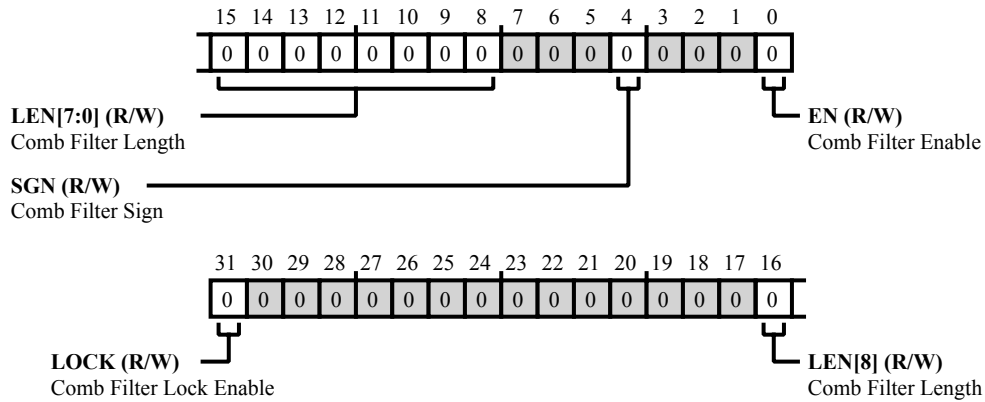 15 14 13 12 11 10 9 8 7 6 5 4 3 2 1 0
0 0 0 0 0 0 0 0 0 0 0 0 0 0 0 0
LEN[7:0] (R/W)
Comb Filter Length
EN (R/W)
Comb Filter Enable
SGN (R/W)
Comb Filter Sign
31 30 29 28 27 26 25 24 23 22 21 20 19 18 17 16
0 0 0 0 0 0 0 0 0 0 0 0 0 0 0 0
LOCK (R/W)
Comb Filter Lock Enable
LEN[8] (R/W)
Comb Filter Length